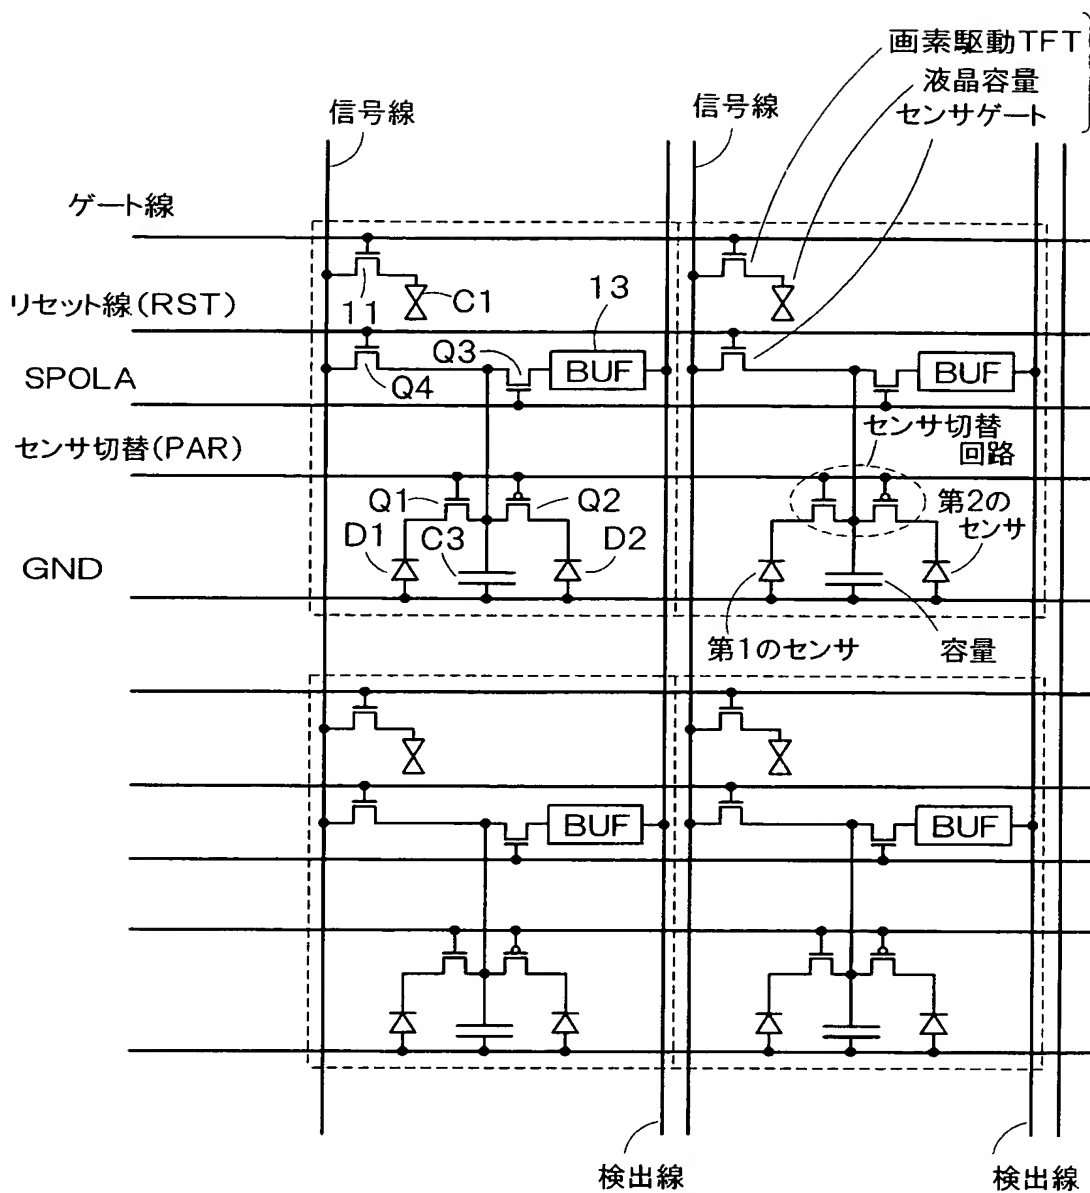 画素駆動TFT
液晶容量
センサゲート
信号線
信号線
ゲート線
リセット線(RST)
11
C1
13
Q3
BUF
BUF
SPOLA
Q4
センサ切替(PAR)
センサ切替
回路
Q1
Q2
第2の
センサ
D1
C3
D2
GND
第1のセンサ
容量
BUF
BUF
検出線
検出線